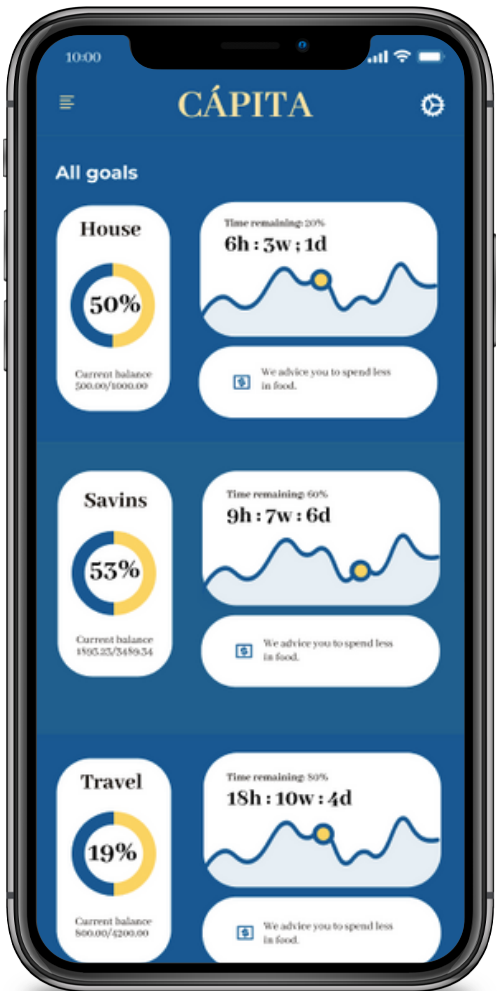 10:00
CÁPITA
All goals
House
50%
Current balance
500.00/1000.00
Time remaining: 20%
6h : 3w ; 1d
We advice you to spend less
in food.
Savins
53%
Current balance
1893.23/3489.34
Time remaining: 60%
9h : 7w : 6d
We advice you to spend less
in food.
Travel
19%
Current balance
800.00/4200.00
Time remaining: 80%
18h : 10w : 4d
We advice you to spend less
in food.